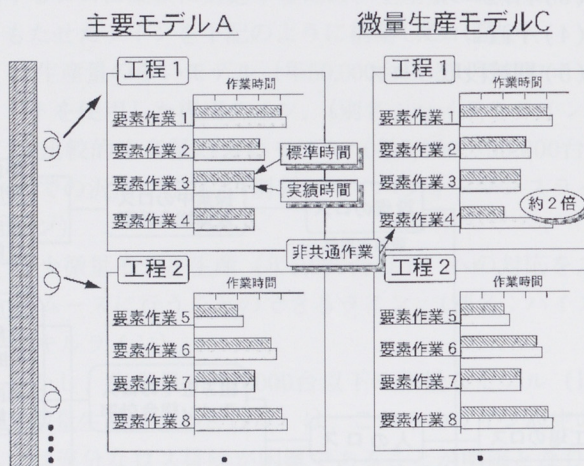 主要モデルA
微量生産モデルC
工程1
作業時間
要素作業1
要素作業2
要素作業3
要素作業4
標準時間
実績時間
非共通作業
工程1
作業時間
要素作業1
要素作業2
要素作業3
要素作業4'
約2倍
工程2
作業時間
要素作業5
要素作業6
要素作業7
要素作業8
工程2
作業時間
要素作業5
要素作業6
要素作業7
要素作業8